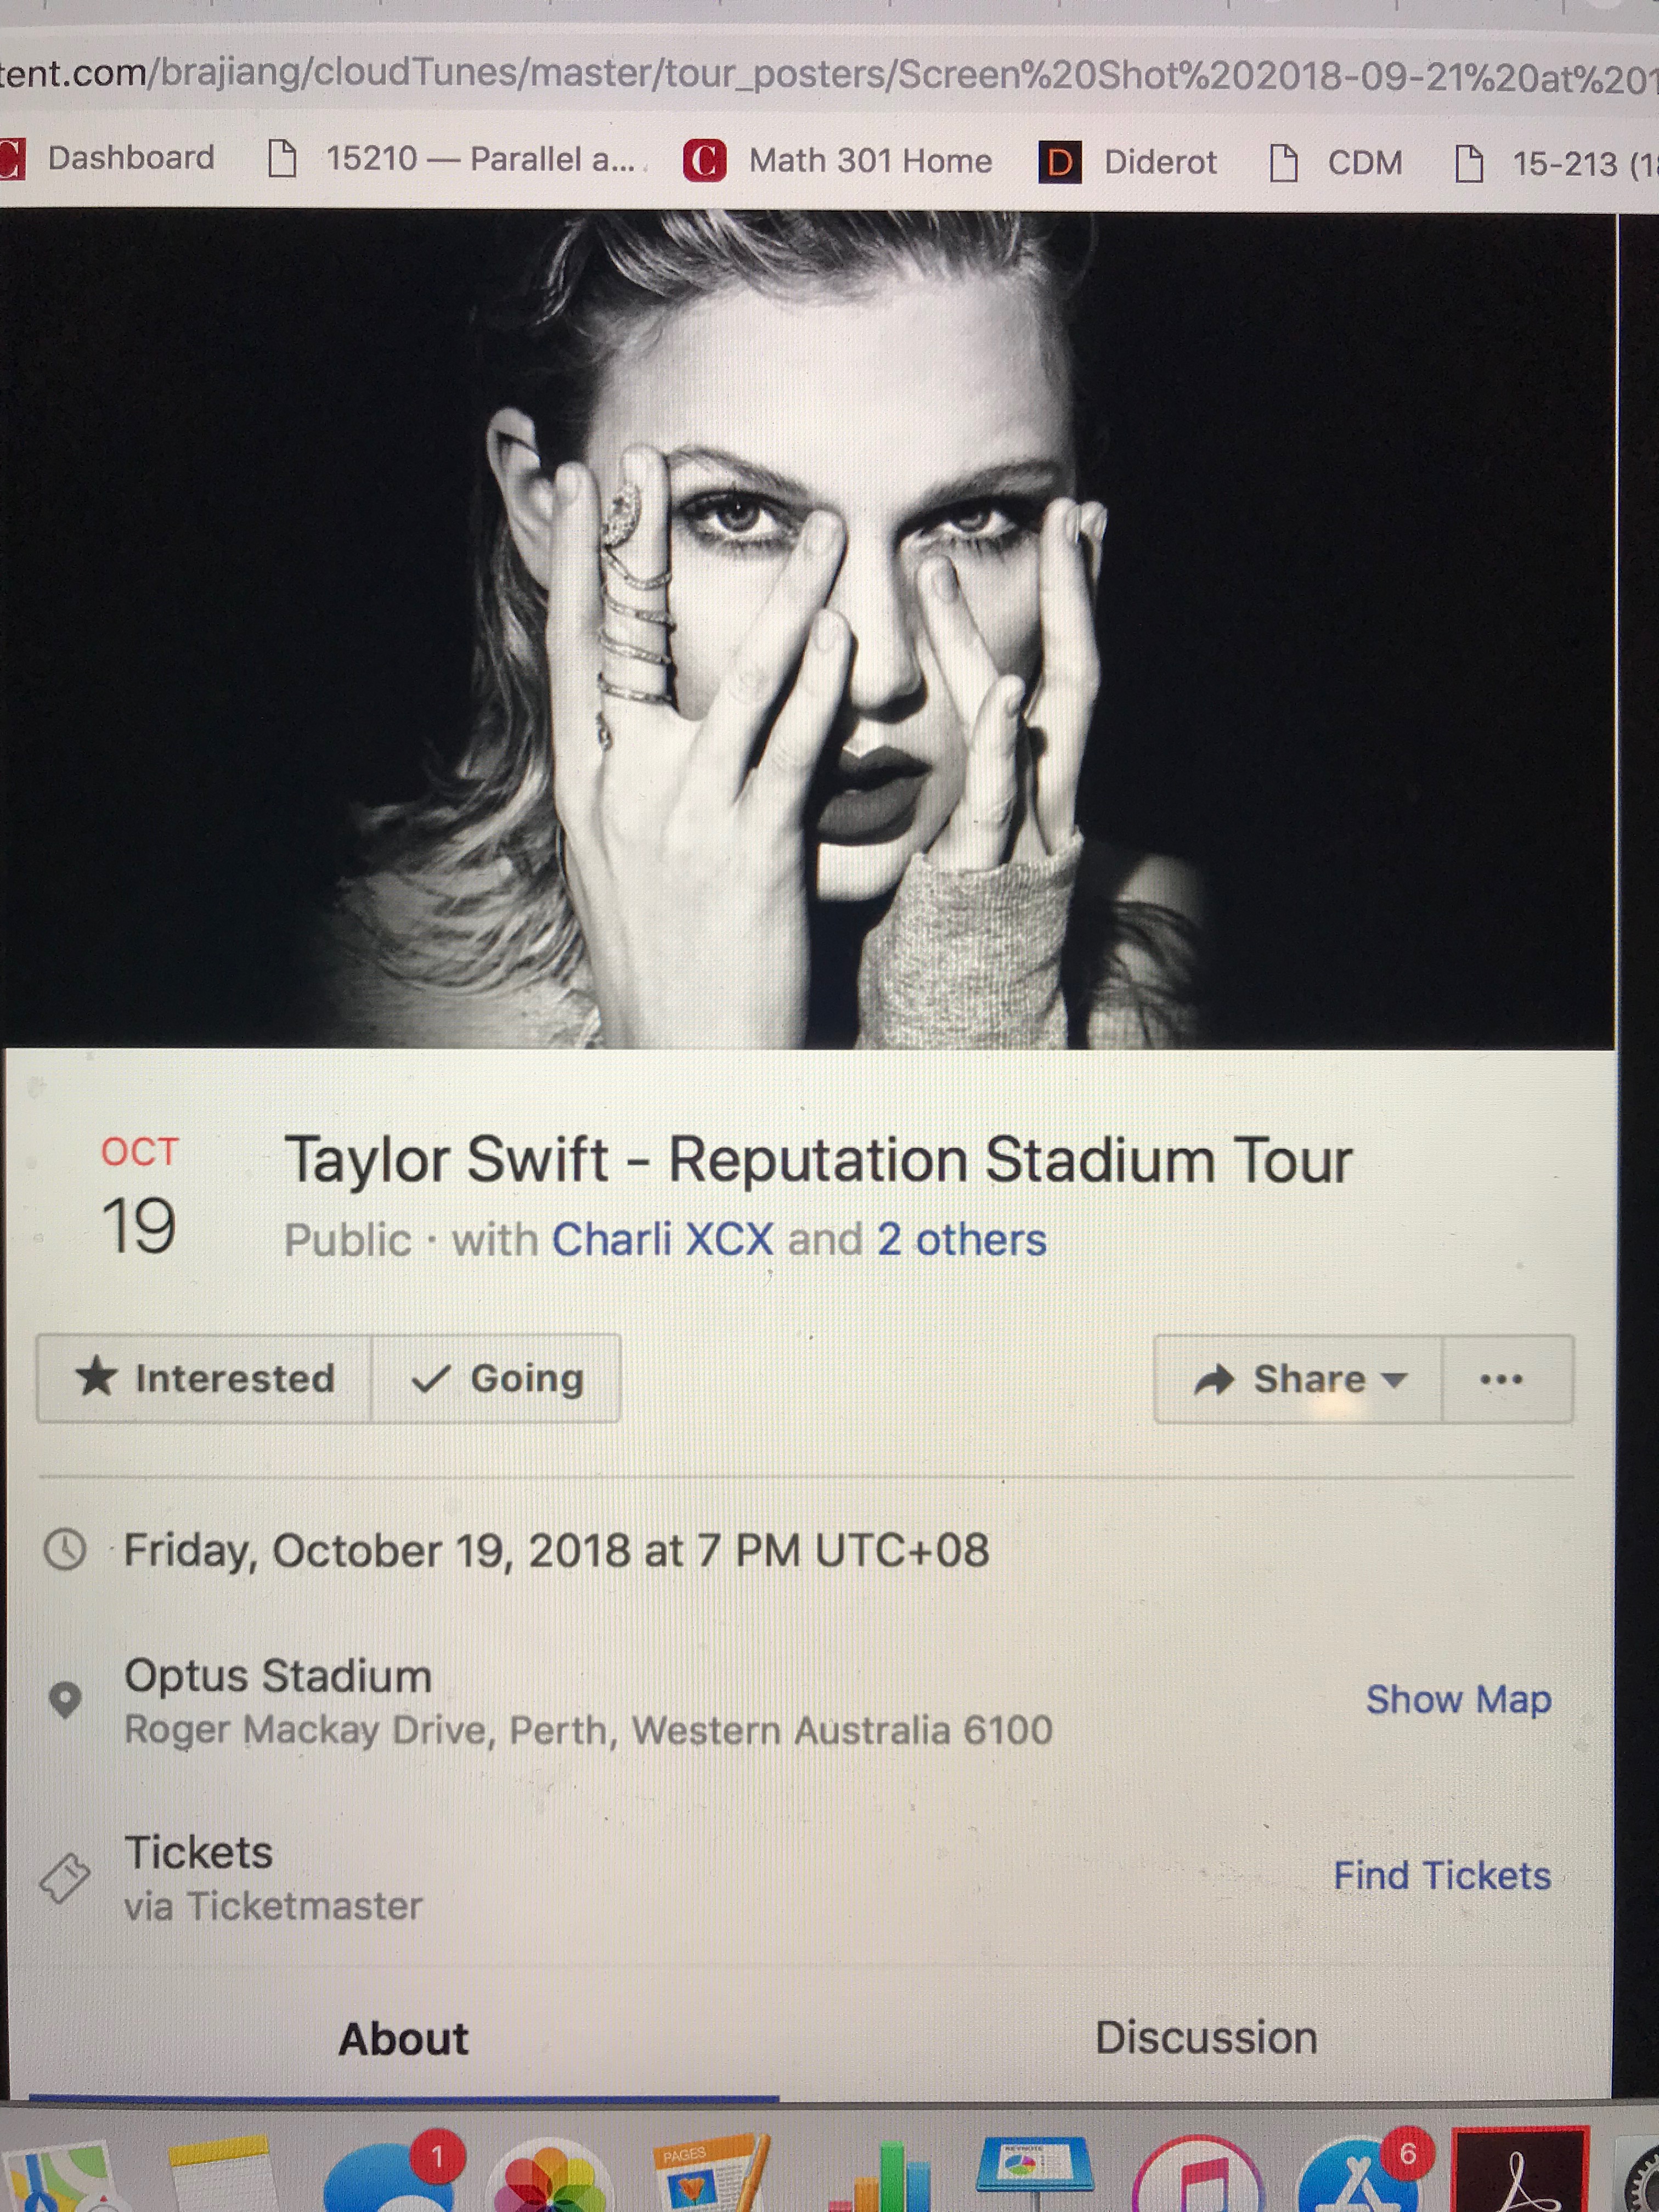 tent.com/brajiang/cloudTunes/master/tour_posters/Screen%20Shot%202018-09-21%20at%201
C Dashboard 15210 — Parallel a... C Math 301 Home D Diderot CDM 15-213 (18
OCT
19
Taylor Swift - Reputation Stadium Tour
Public · with Charli XCX and 2 others
Interested Going Share ...
Friday, October 19, 2018 at 7 PM UTC+08
Optus Stadium
Roger Mackay Drive, Perth, Western Australia 6100
Show Map
Tickets
via Ticketmaster
Find Tickets
About Discussion
1 PAGES KEYNOTE 6